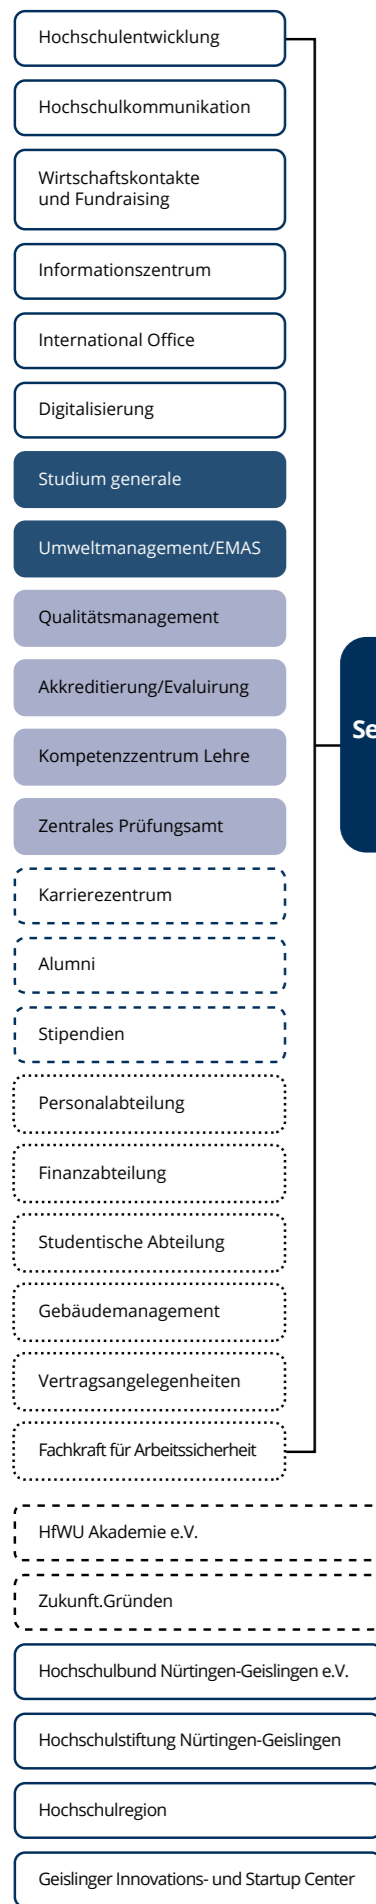 Hochschulentwicklung
Hochschulkommunikation
Wirtschaftskontakte
und Fundraising
Informationszentrum
International Office
Digitalisierung
Studium generale
Umweltmanagement/EMAS
Qualitätsmanagement
Akkreditierung/Evaluirung
Se
Kompetenzzentrum Lehre
Zentrales Prüfungsamt
Karrierezentrum
Alumni
Stipendien
Personalabteilung
Finanzabteilung
Studentische Abteilung
Gebäudemanagement
Vertragsangelegenheiten
Fachkraft für Arbeitssicherheit
HfWU Akademie e.V.
Zukunft.Gründen
Hochschulbund Nürtingen-Geislingen e.V.
Hochschulstiftung Nürtingen-Geislingen
Hochschulregion
Geislinger Innovations- und Startup Center